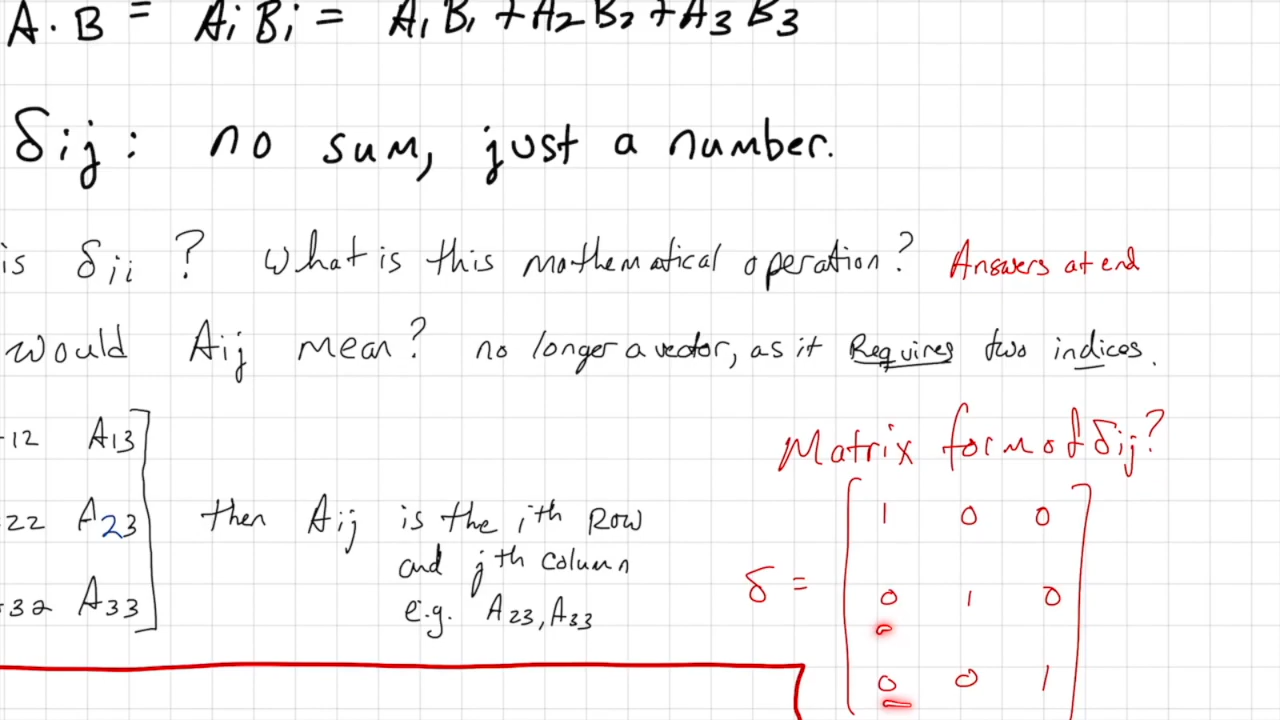 A · B = AiBi = A1B1 + A2B2 + A3B3
δij : no sum, just a number.
is δii ? What is this mathematical operation? Answers at end
would Aij mean? no longer a vector, as it Requires two indices.
12 A13
22 A23
32 A33
then Aij is the ith Row
and jth column
e.g. A23, A33
Matrix form of δij?
δ =
1 0 0
0 1 0
0 0 1